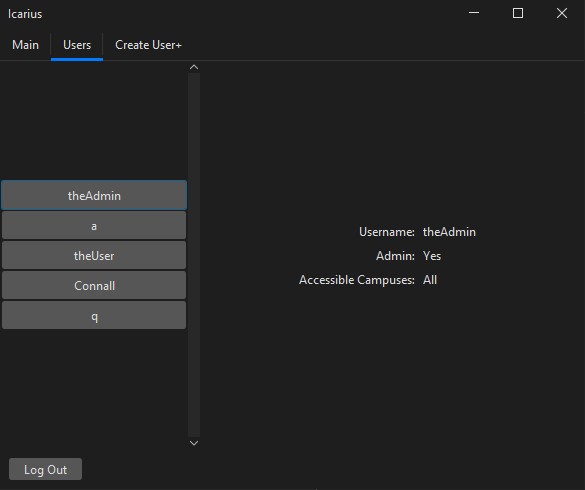 Icarius
Main Users Create User+
theAdmin
a
theUser
Connall
q
Username: theAdmin
Admin: Yes
Accessible Campuses: All
Log Out